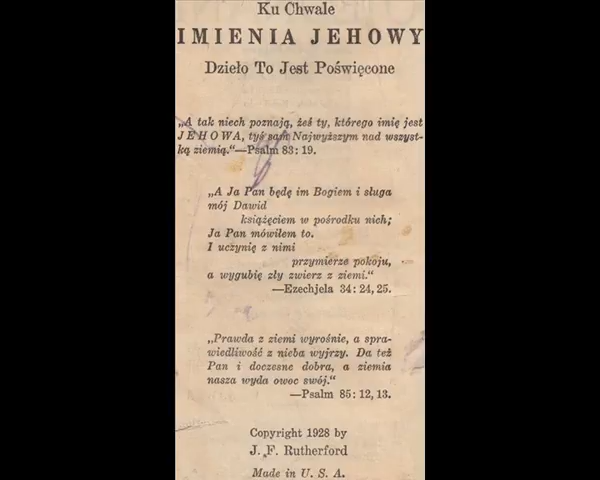 Ku Chwale
IMIENIA JEHOWY
Dzieło To Jest Poświęcone
„A tak niech poznają, żeś ty, którego imię jest
JEHOWA, tyś sam Najwyższym nad wszyst-
ką ziemią.“—Psalm 83: 19.
„A Ja Pan będę im Bogiem i sługa
mój Dawid
książęciem w pośrodku nich;
Ja Pan mówiłem to.
I uczynię z nimi
przymierze pokoju,
a wygubię zły zwierz z ziemi.“
—Ezechjela 34: 24, 25.
„Prawda z ziemi wyrośnie, a spra-
wiedliwość z nieba wyjrzy. Da też
Pan i doczesne dobra, a ziemia
nasza wyda owoc swój.“
—Psalm 85: 12, 13.
Copyright 1928 by
J. F. Rutherford
Made in U. S. A.